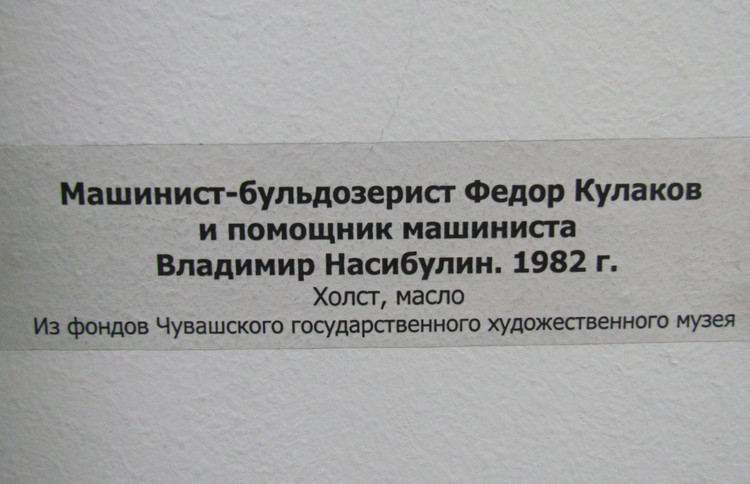 Машинист-бульдозерист Федор Кулаков
и помощник машиниста
Владимир Насибулин. 1982 г.
Холст, масло
Из фондов Чувашского государственного художественного музея